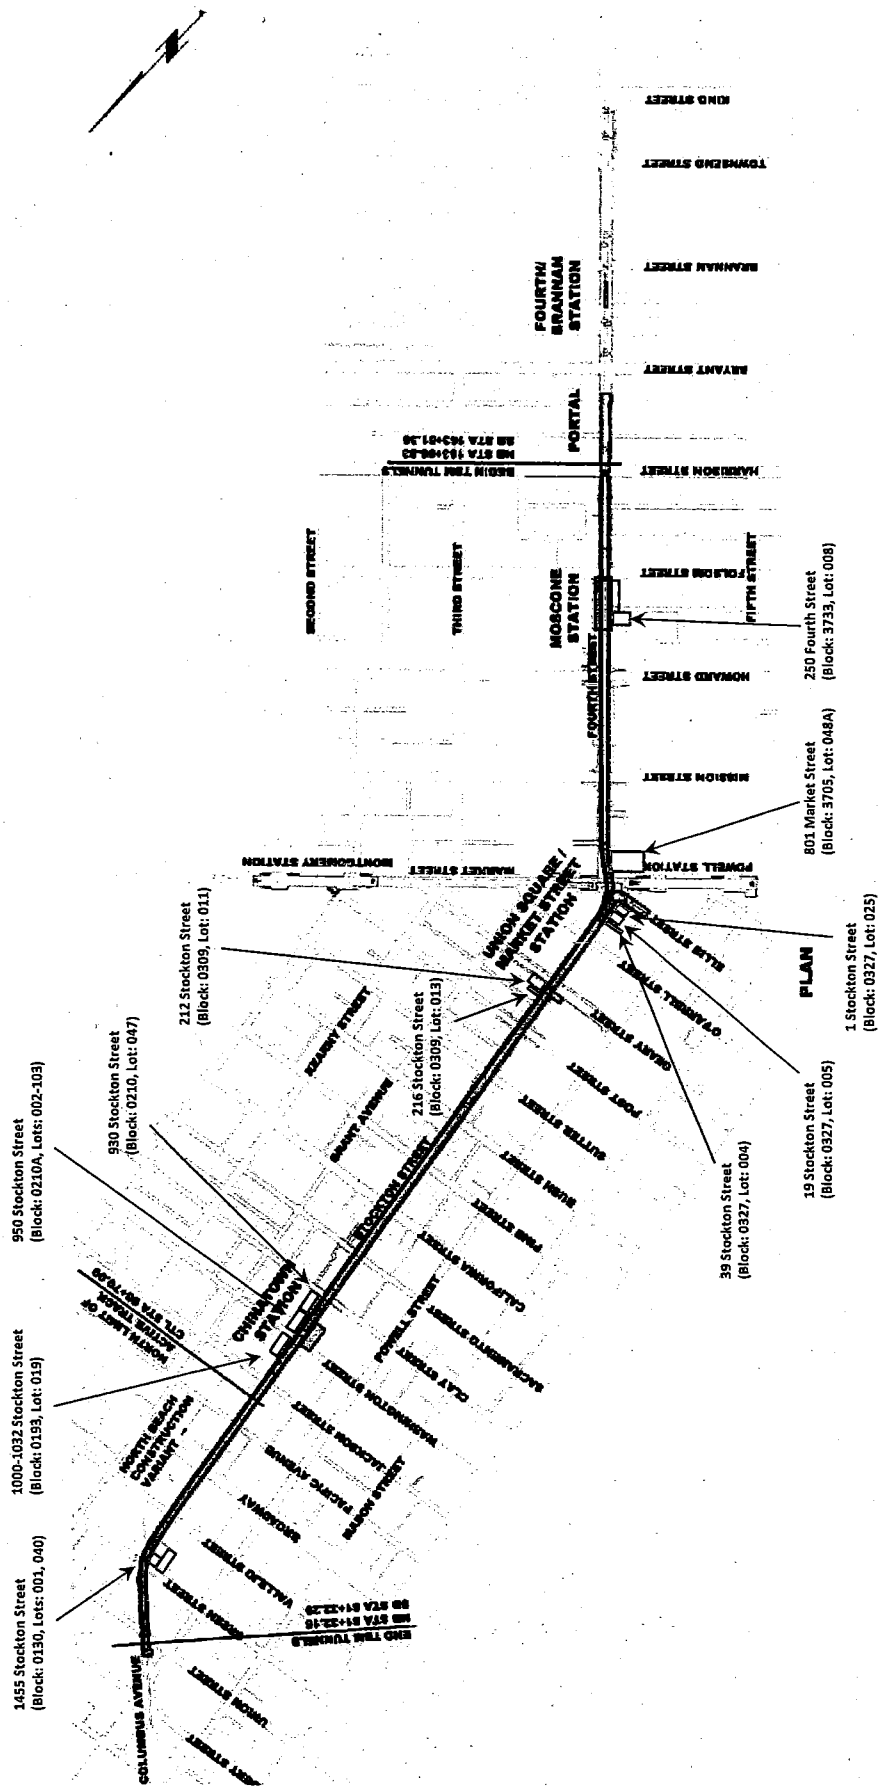 1455 Stockton Street
(Block: 0130, Lots: 001, 040)
1000-1032 Stockton Street
(Block: 0193, Lot: 019)
950 Stockton Street
(Block: 0210A, Lots: 002-103)
930 Stockton Street
(Block: 0210, Lot: 047)
212 Stockton Street
(Block: 0309, Lot: 011)
216 Stockton Street
(Block: 0309, Lot: 013)
39 Stockton Street
(Block: 0327, Lot: 004)
19 Stockton Street
(Block: 0327, Lot: 005)
1 Stockton Street
(Block: 0327, Lot: 025)
801 Market Street
(Block: 3705, Lot: 048A)
250 Fourth Street
(Block: 3733, Lot: 008)
COLUMBUS AVENUE
NORTH BEACH
CONSTRUCTION
VARIANT -
NORTH LIMIT OF
ACTIVE TRACK
CHINATOWN
STATION
STOCKTON STREET
GRANT AVENUE
KEARNY STREET
UNION SQUARE /
MARKET STREET
STATION
MONTGOMERY STATION
MARKET STREET
POWELL STATION
FOURTH STREET
MOSCONE
STATION
SECOND STREET
THIRD STREET
FIFTH STREET
BEGIN TBM TUNNELS
PORTAL
FOURTH/
BRANNAN
STATION
KING STREET
TOWNSEND STREET
BRANNAN STREET
BRYANT STREET
HARRISON STREET
FOLSOM STREET
HOWARD STREET
MISSION STREET
ELLIS STREET
O'FARRELL STREET
GEARY STREET
POST STREET
SUTTER STREET
BUSH STREET
PINE STREET
CALIFORNIA STREET
SACRAMENTO STREET
CLAY STREET
WASHINGTON STREET
JACKSON STREET
PACIFIC AVENUE
BROADWAY
VALLEJO STREET
GREEN STREET
UNION STREET
POWELL STREET
MASON STREET
END TBM TUNNELS
PLAN